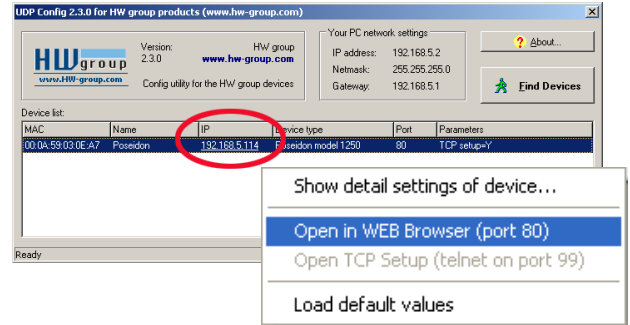 UDP Config 2.3.0 for HW group products (www.hw-group.com)
HWgroup
www.HW-group.com
Version: HW group
2.3.0 www.hw-group.com
Config utility for the HW group devices
Your PC network settings
IP address: 192.168.5.2
Netmask: 255.255.255.0
Gateway: 192.168.5.1
? About...
Find Devices
Device list:
MAC Name IP Device type Port Parameters
00:0A:59:03:0E:A7 Poseidon 192.168.5.114 Poseidon model 1250 80 TCP setup=Y
Show detail settings of device...
Open in WEB Browser (port 80)
Open TCP Setup (telnet on port 99)
Load default values
Ready